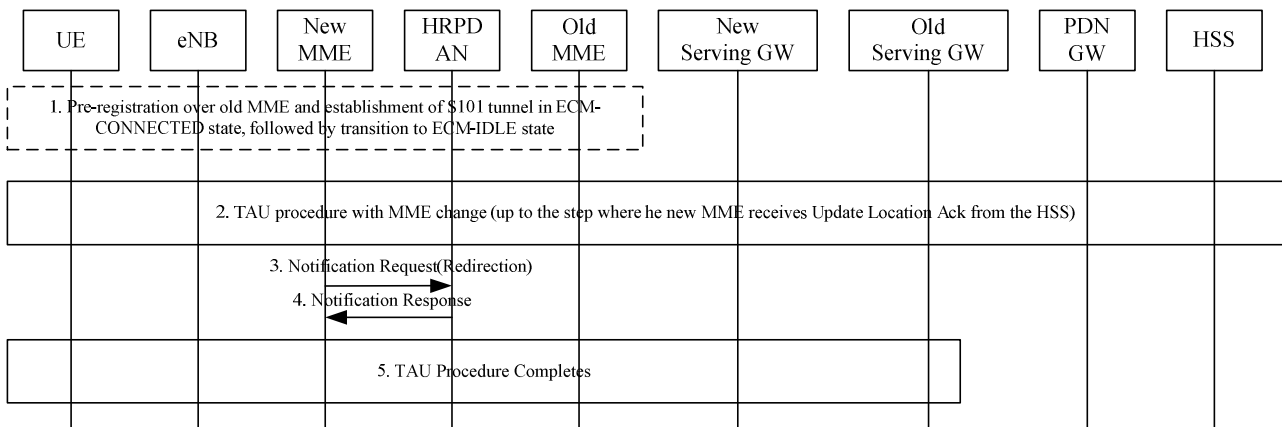 UE
eNB
New
MME
HRPD
AN
Old
MME
New
Serving GW
Old
Serving GW
PDN
GW
HSS
1. Pre-registration over old MME and establishment of S101 tunnel in ECM-
CONNECTED state, followed by transition to ECM-IDLE state
2. TAU procedure with MME change (up to the step where he new MME receives Update Location Ack from the HSS)
3. Notification Request(Redirection)
4. Notification Response
5. TAU Procedure Completes